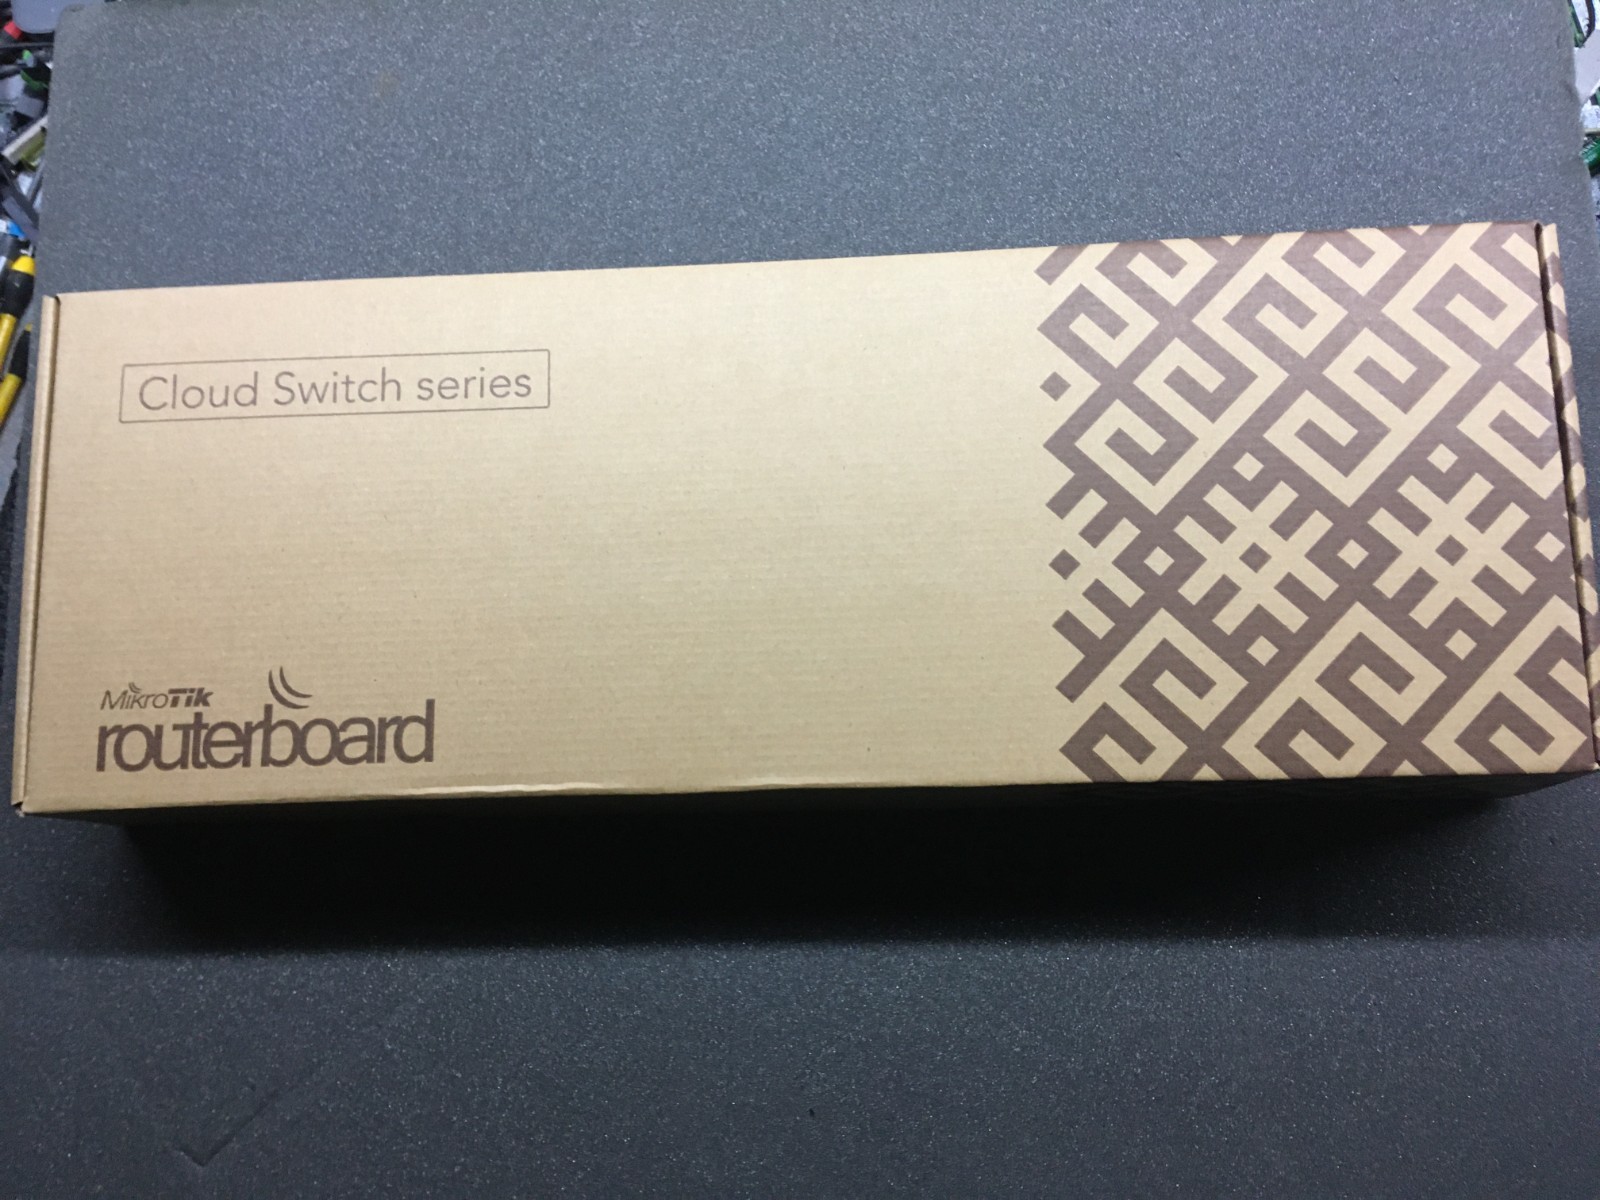 Cloud Switch series
MikroTik
routerboard